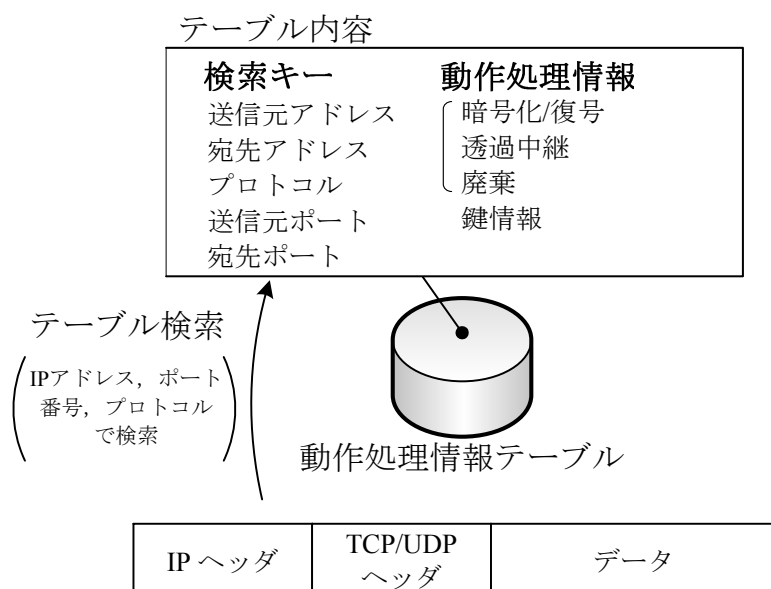 テーブル内容
検索キー
送信元アドレス
宛先アドレス
プロトコル
送信元ポート
宛先ポート
動作処理情報
暗号化/復号
透過中継
廃棄
鍵情報
テーブル検索
IPアドレス，ポート
番号，プロトコル
で検索
動作処理情報テーブル
IP ヘッダ
TCP/UDP
ヘッダ
データ